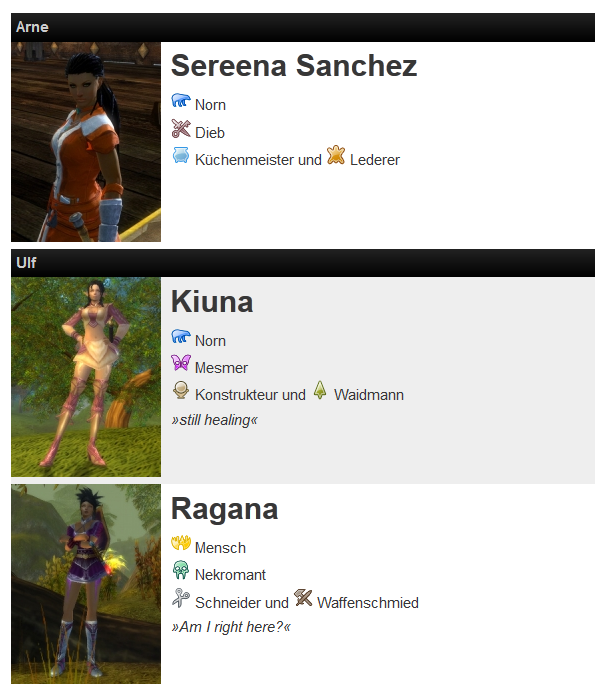 Arne
Sereena Sanchez
Norn
Dieb
Küchenmeister und Lederer
Ulf
Kiuna
Norn
Mesmer
Konstrukteur und Waidmann
»still healing«
Ragana
Mensch
Nekromant
Schneider und Waffenschmied
»Am I right here?«